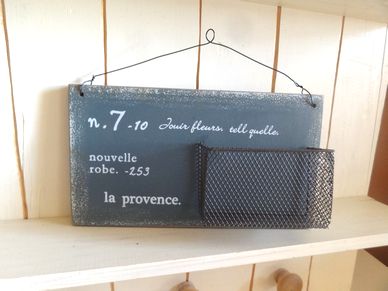 n.7-10 Jouir fleurs. tell quelle.
nouvelle
robe. -253
la provence.